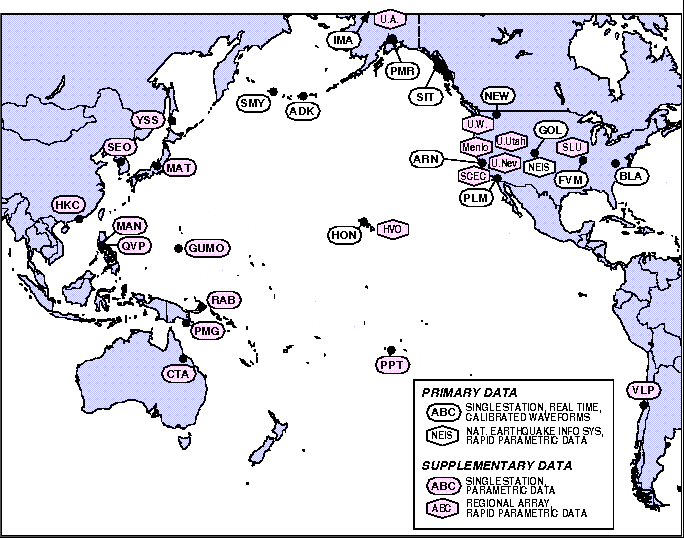 U.A.
IMA
PMR
SMY
ADK
SIT
NEW
YSS
U.W.
GOL
SEO
Menlo
U.Utah
SLU
MAT
ARN
U.Nev
NEIS
SCEC
FVM
BLA
PLM
HKC
MAN
QVP
GUMO
HON
HVO
RAB
PMG
CTA
PPT
VLP
PRIMARY DATA
ABC SINGLE STATION, REAL TIME,
CALIBRATED WAVEFORMS
NEIS NAT. EARTHQUAKE INFO SYS,
RAPID PARAMETRIC DATA
SUPPLEMENTARY DATA
ABC SINGLE STATION,
PARAMETRIC DATA
ABC REGIONAL ARRAY,
RAPID PARAMETRIC DATA